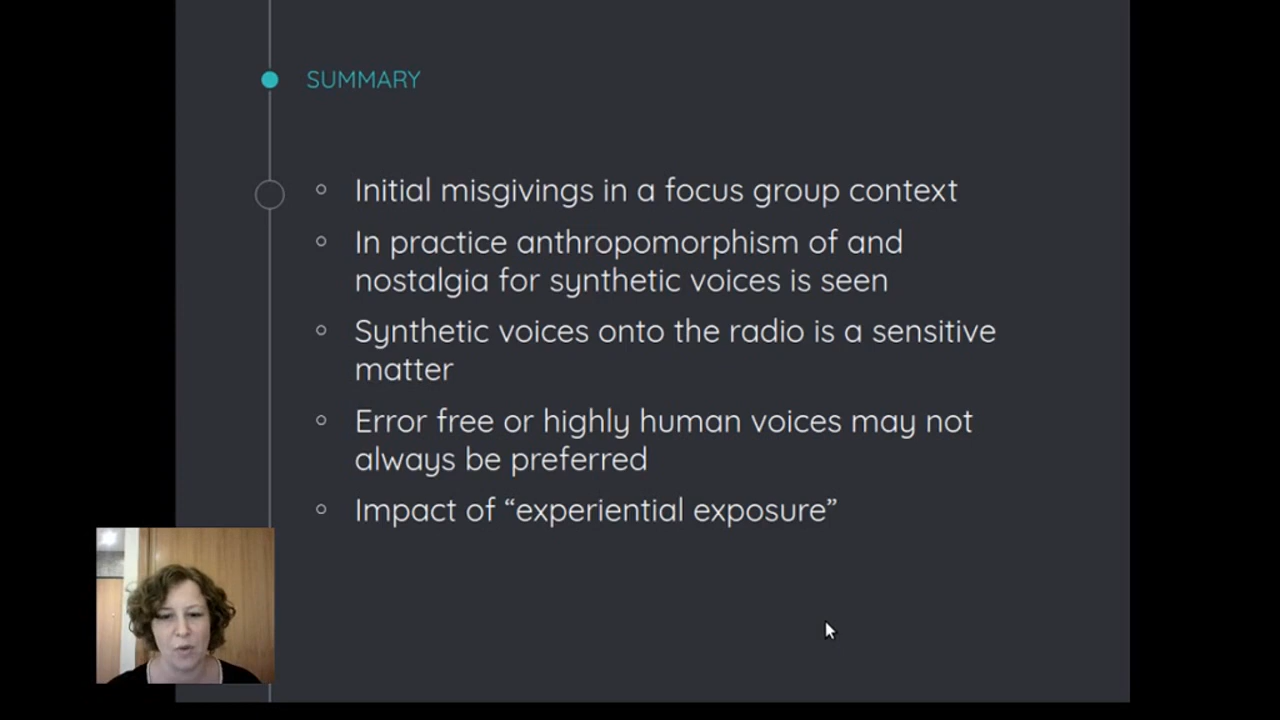 SUMMARY
Initial misgivings in a focus group context
In practice anthropomorphism of and
nostalgia for synthetic voices is seen
Synthetic voices onto the radio is a sensitive
matter
Error free or highly human voices may not
always be preferred
Impact of “experiential exposure”